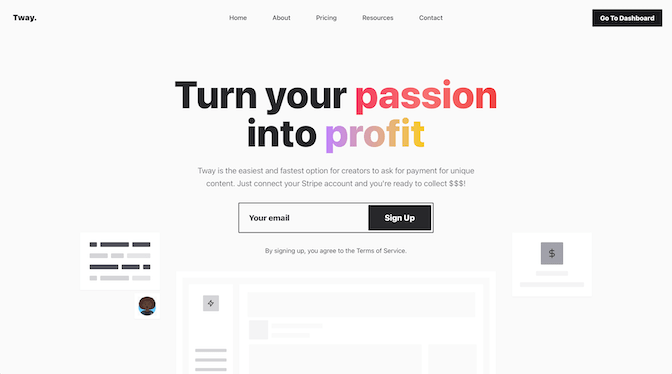 Tway.
Home About Pricing Resources Contact
Go To Dashboard
Turn your passion
into profit
Tway is the easiest and fastest option for creators to ask for payment for unique
content. Just connect your Stripe account and you're ready to collect $$$!
Your email
Sign Up
By signing up, you agree to the Terms of Service.
$